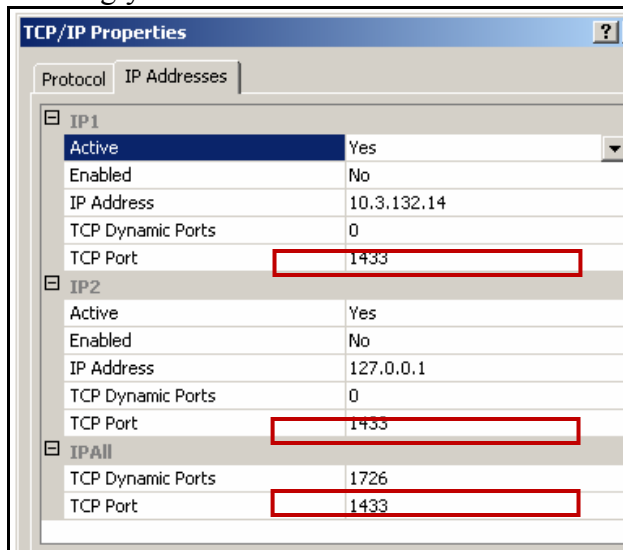 TCP/IP Properties ?
Protocol IP Addresses
IP1
Active Yes
Enabled No
IP Address 10.3.132.14
TCP Dynamic Ports 0
TCP Port 1433
IP2
Active Yes
Enabled No
IP Address 127.0.0.1
TCP Dynamic Ports 0
TCP Port 1433
IPAll
TCP Dynamic Ports 1726
TCP Port 1433